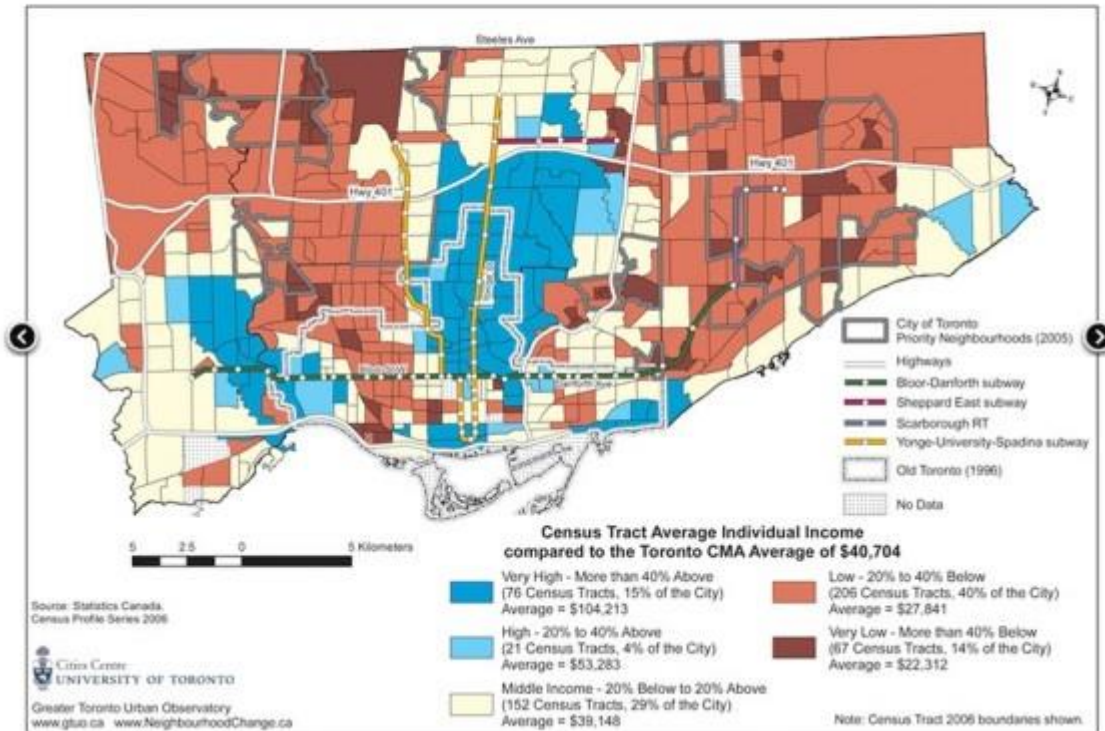 Steeles Ave
Hwy 401
Hwy 401
Danforth Ave
City of Toronto
Priority Neighbourhoods (2005)
Highways
Bloor-Danforth subway
Sheppard East subway
Scarborough RT
Yonge-University-Spadina subway
Old Toronto (1996)
No Data
5 2.5 0 5 Kilometers
Census Tract Average Individual Income
compared to the Toronto CMA Average of $40,704
Very High - More than 40% Above
(76 Census Tracts, 15% of the City)
Average = $104,213
High - 20% to 40% Above
(21 Census Tracts, 4% of the City)
Average = $53,283
Middle Income - 20% Below to 20% Above
(152 Census Tracts, 29% of the City)
Average = $39,148
Low - 20% to 40% Below
(206 Census Tracts, 40% of the City)
Average = $27,841
Very Low - More than 40% Below
(67 Census Tracts, 14% of the City)
Average = $22,312
Source: Statistics Canada.
Census Profile Series 2006
Cities Centre
UNIVERSITY OF TORONTO
Greater Toronto Urban Observatory
www.gtuo.ca www.NeighbourhoodChange.ca
Note: Census Tract 2006 boundaries shown.